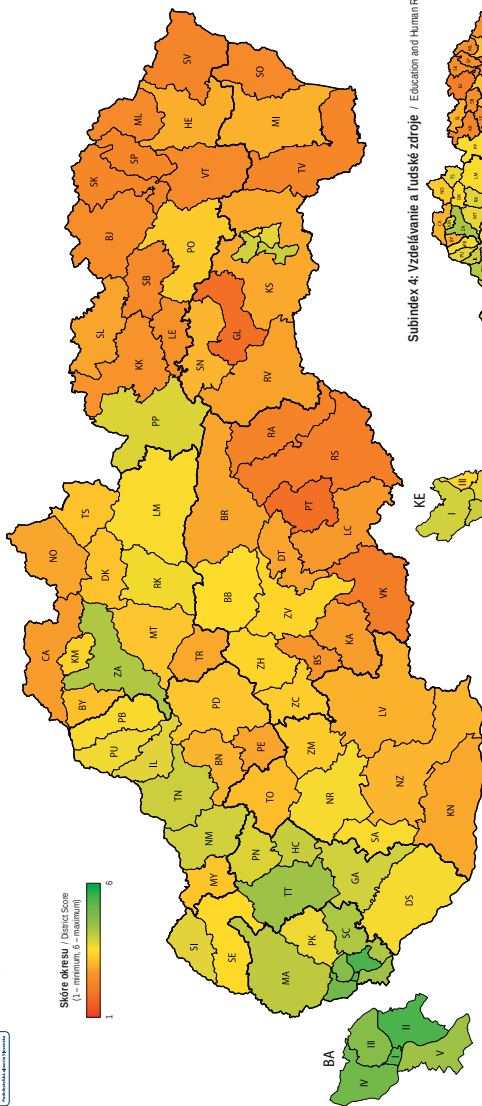 Podnikateľská aliancia Slovenska
Skóre okresu / District Score
(1 – minimum, 6 – maximum)
1
6
Subindex 4: Vzdelávanie a ľudské zdroje / Education and Human R
SV
SO
ML
HE
MI
SP
SK
VT
TV
BJ
PO
SB
KS
SL
LE
SN
GL
KK
RV
PP
RA
RS
BR
PT
TS
LM
LC
NO
DT
DK
RK
BB
ZV
VK
CA
KM
MT
ZA
TR
ZH
BS
KA
BY
PB
PD
ZC
LV
PU
IL
BN
PE
ZM
TN
TO
NR
NZ
NM
PN
HC
SA
KN
MY
TT
GA
DS
SI
SE
PK
SC
MA
KE
I
III
BA
III
II
I
IV
V